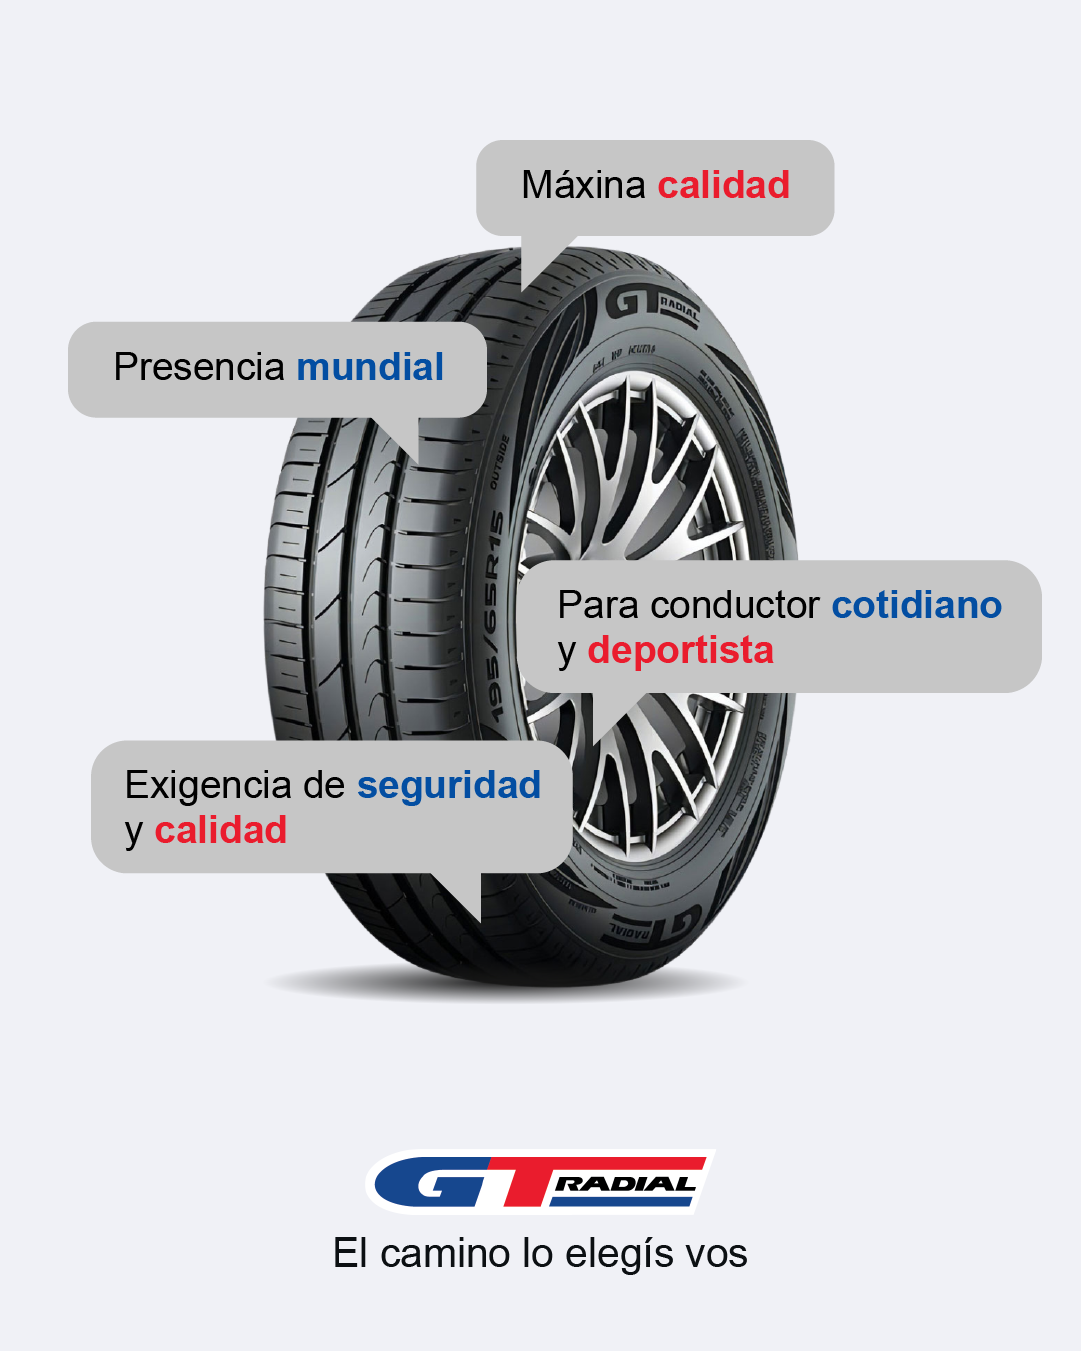 Máxina calidad
GT RADIAL
Presencia mundial
OUTSIDE
195/65R15
Para conductor cotidiano
y deportista
Exigencia de seguridad
y calidad
GT RADIAL
GT RADIAL
El camino lo elegís vos